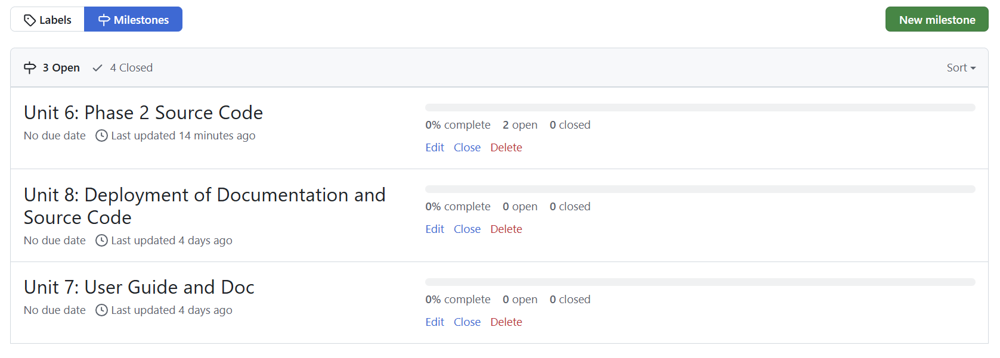 Labels Milestones New milestone
3 Open 4 Closed Sort
Unit 6: Phase 2 Source Code
No due date Last updated 14 minutes ago
0% complete 2 open 0 closed
Edit Close Delete
Unit 8: Deployment of Documentation and
Source Code
No due date Last updated 4 days ago
0% complete 0 open 0 closed
Edit Close Delete
Unit 7: User Guide and Doc
No due date Last updated 4 days ago
0% complete 0 open 0 closed
Edit Close Delete